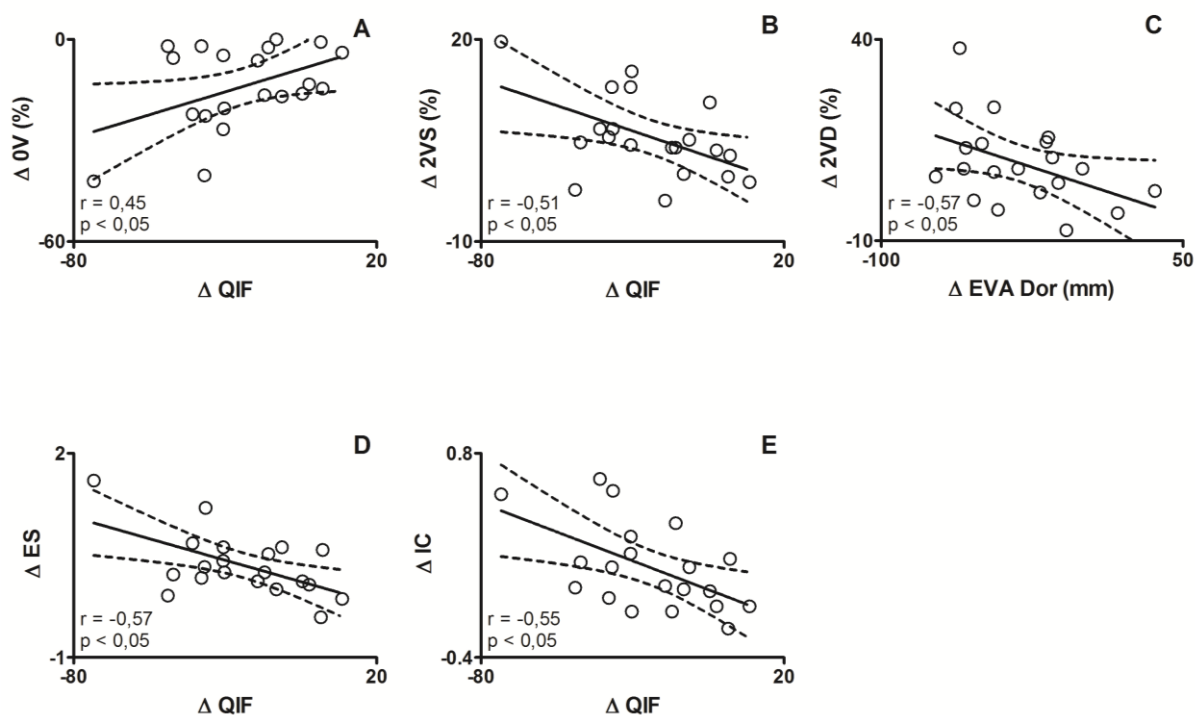 A
0
-60
-80
20
Δ 0V (%)
r = 0,45
p < 0,05
Δ QIF
B
20
-10
-80
20
Δ 2VS (%)
r = -0,51
p < 0,05
Δ QIF
C
40
-10
-100
50
Δ 2VD (%)
r = -0,57
p < 0,05
Δ EVA Dor (mm)
D
2
-1
-80
20
Δ ES
r = -0,57
p < 0,05
Δ QIF
E
0.8
-0.4
-80
20
Δ IC
r = -0,55
p < 0,05
Δ QIF